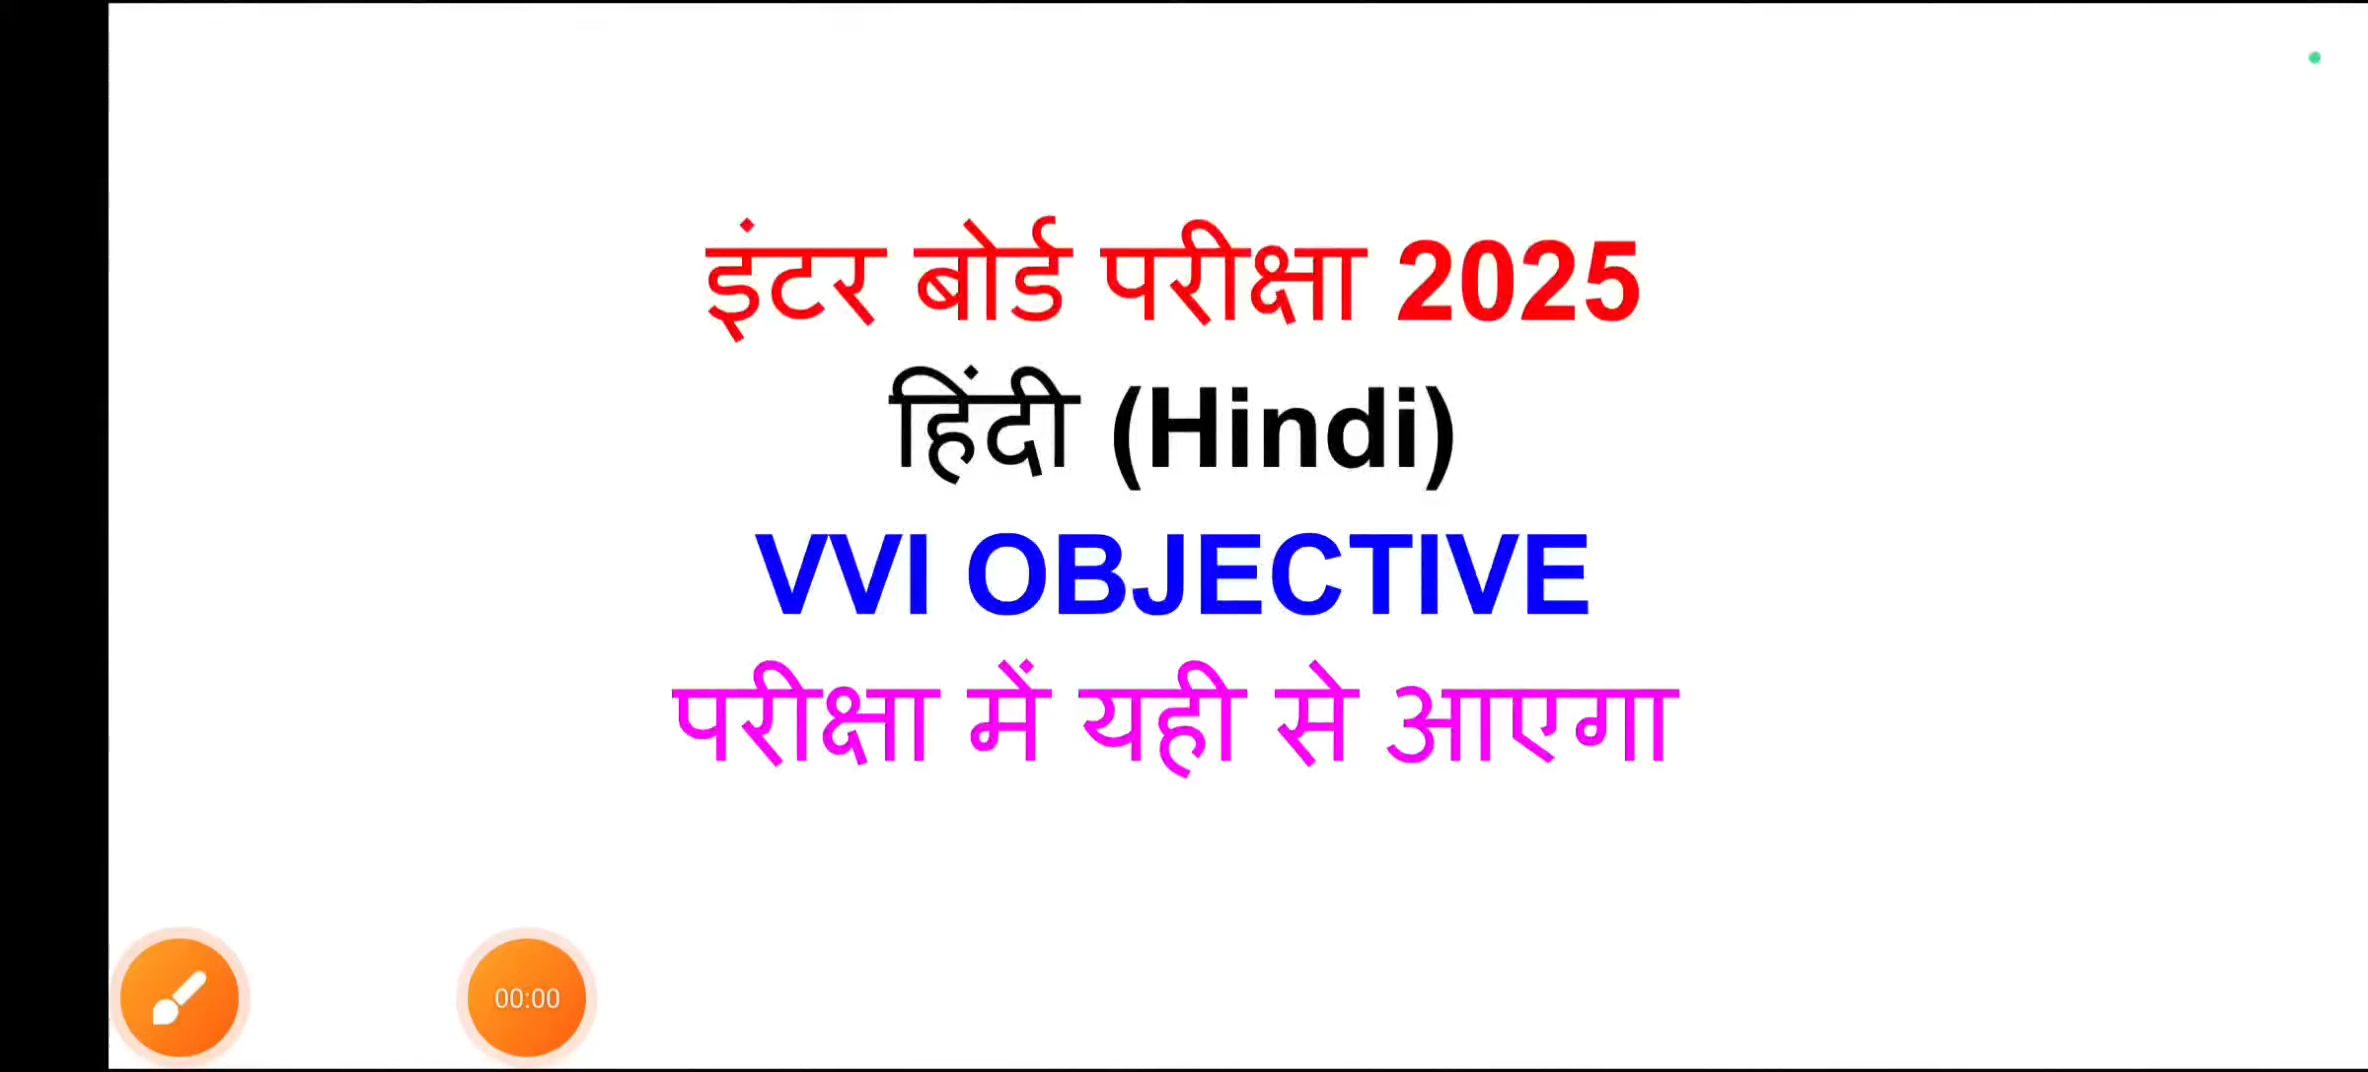 इंटर बोर्ड परीक्षा 2025
हिंदी (Hindi)
VVI OBJECTIVE
परीक्षा में यही से आएगा
00:00